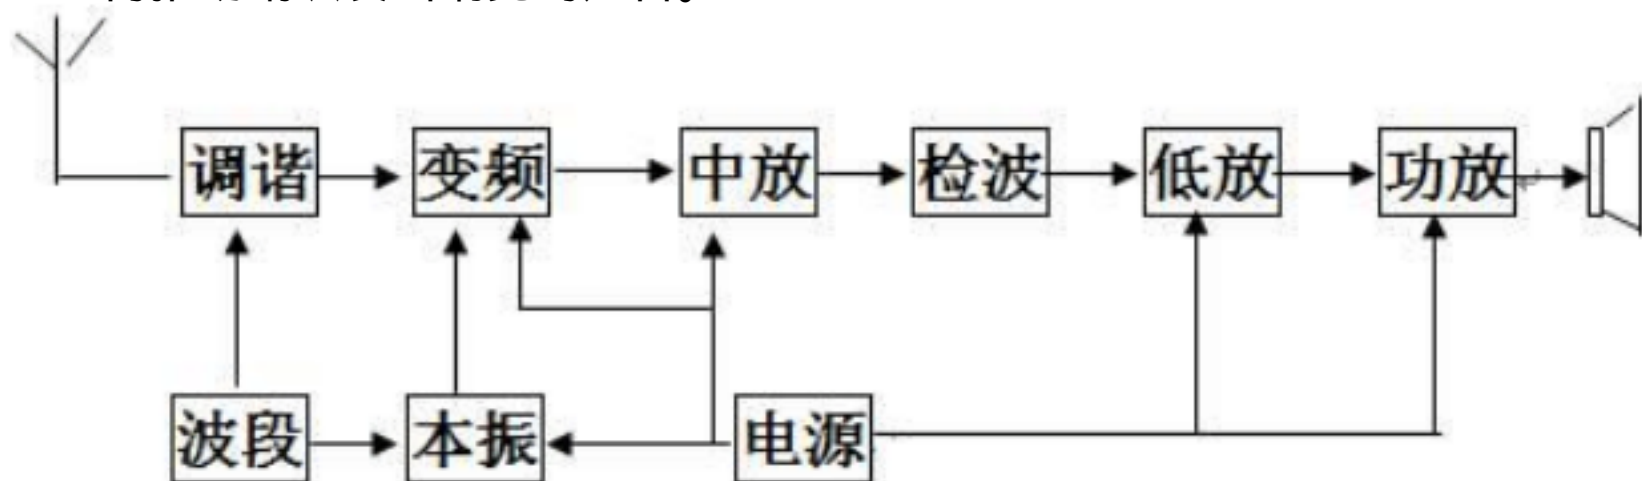 调谐 变频 中放 检波 低放 功放
波段 本振 电源